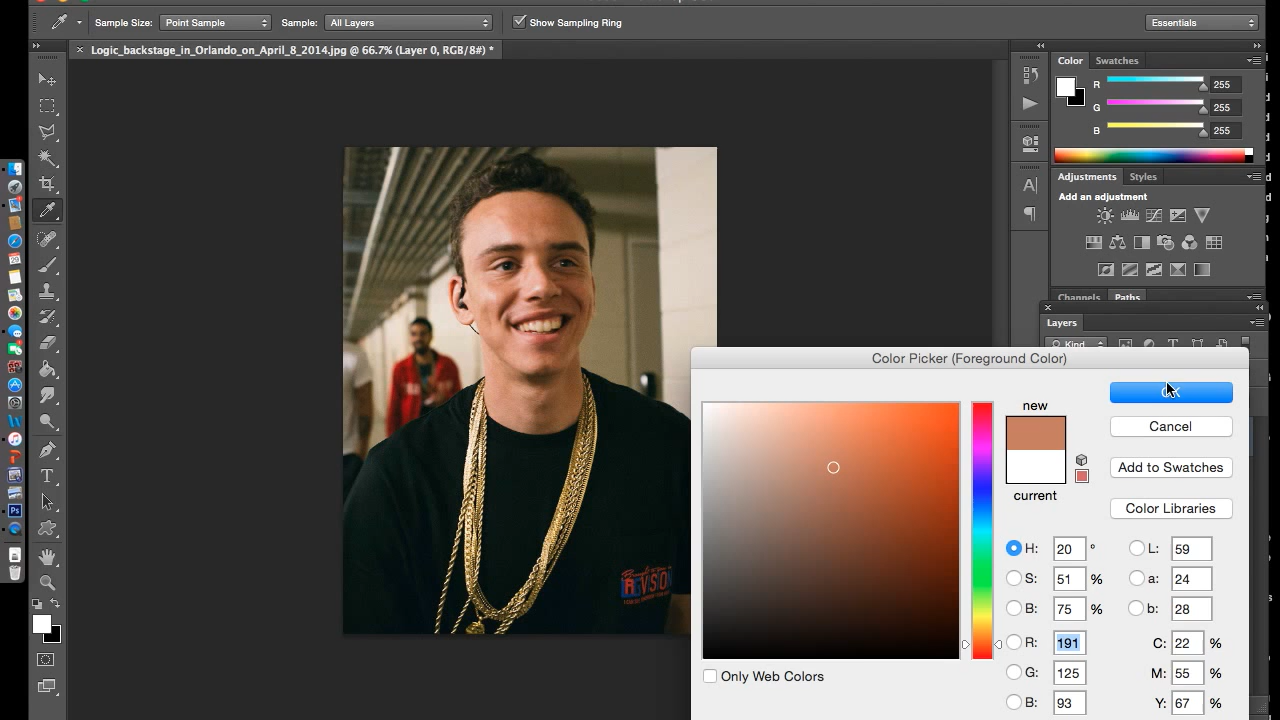 Sample Size: Point Sample Sample: All Layers Show Sampling Ring Essentials
× Logic_backstage_in_Orlando_on_April_8_2014.jpg @ 66.7% (Layer 0, RGB/8#) *
Color Swatches
R 255
G 255
B 255
Adjustments Styles
Add an adjustment
Channels Paths
Layers
Kind
Color Picker (Foreground Color)
new
current
OK
Cancel
Add to Swatches
Color Libraries
H: 20 ° L: 59
S: 51 % a: 24
B: 75 % b: 28
R: 191 C: 22 %
G: 125 M: 55 %
B: 93 Y: 67 %
Only Web Colors
VISION
Ps
T
A